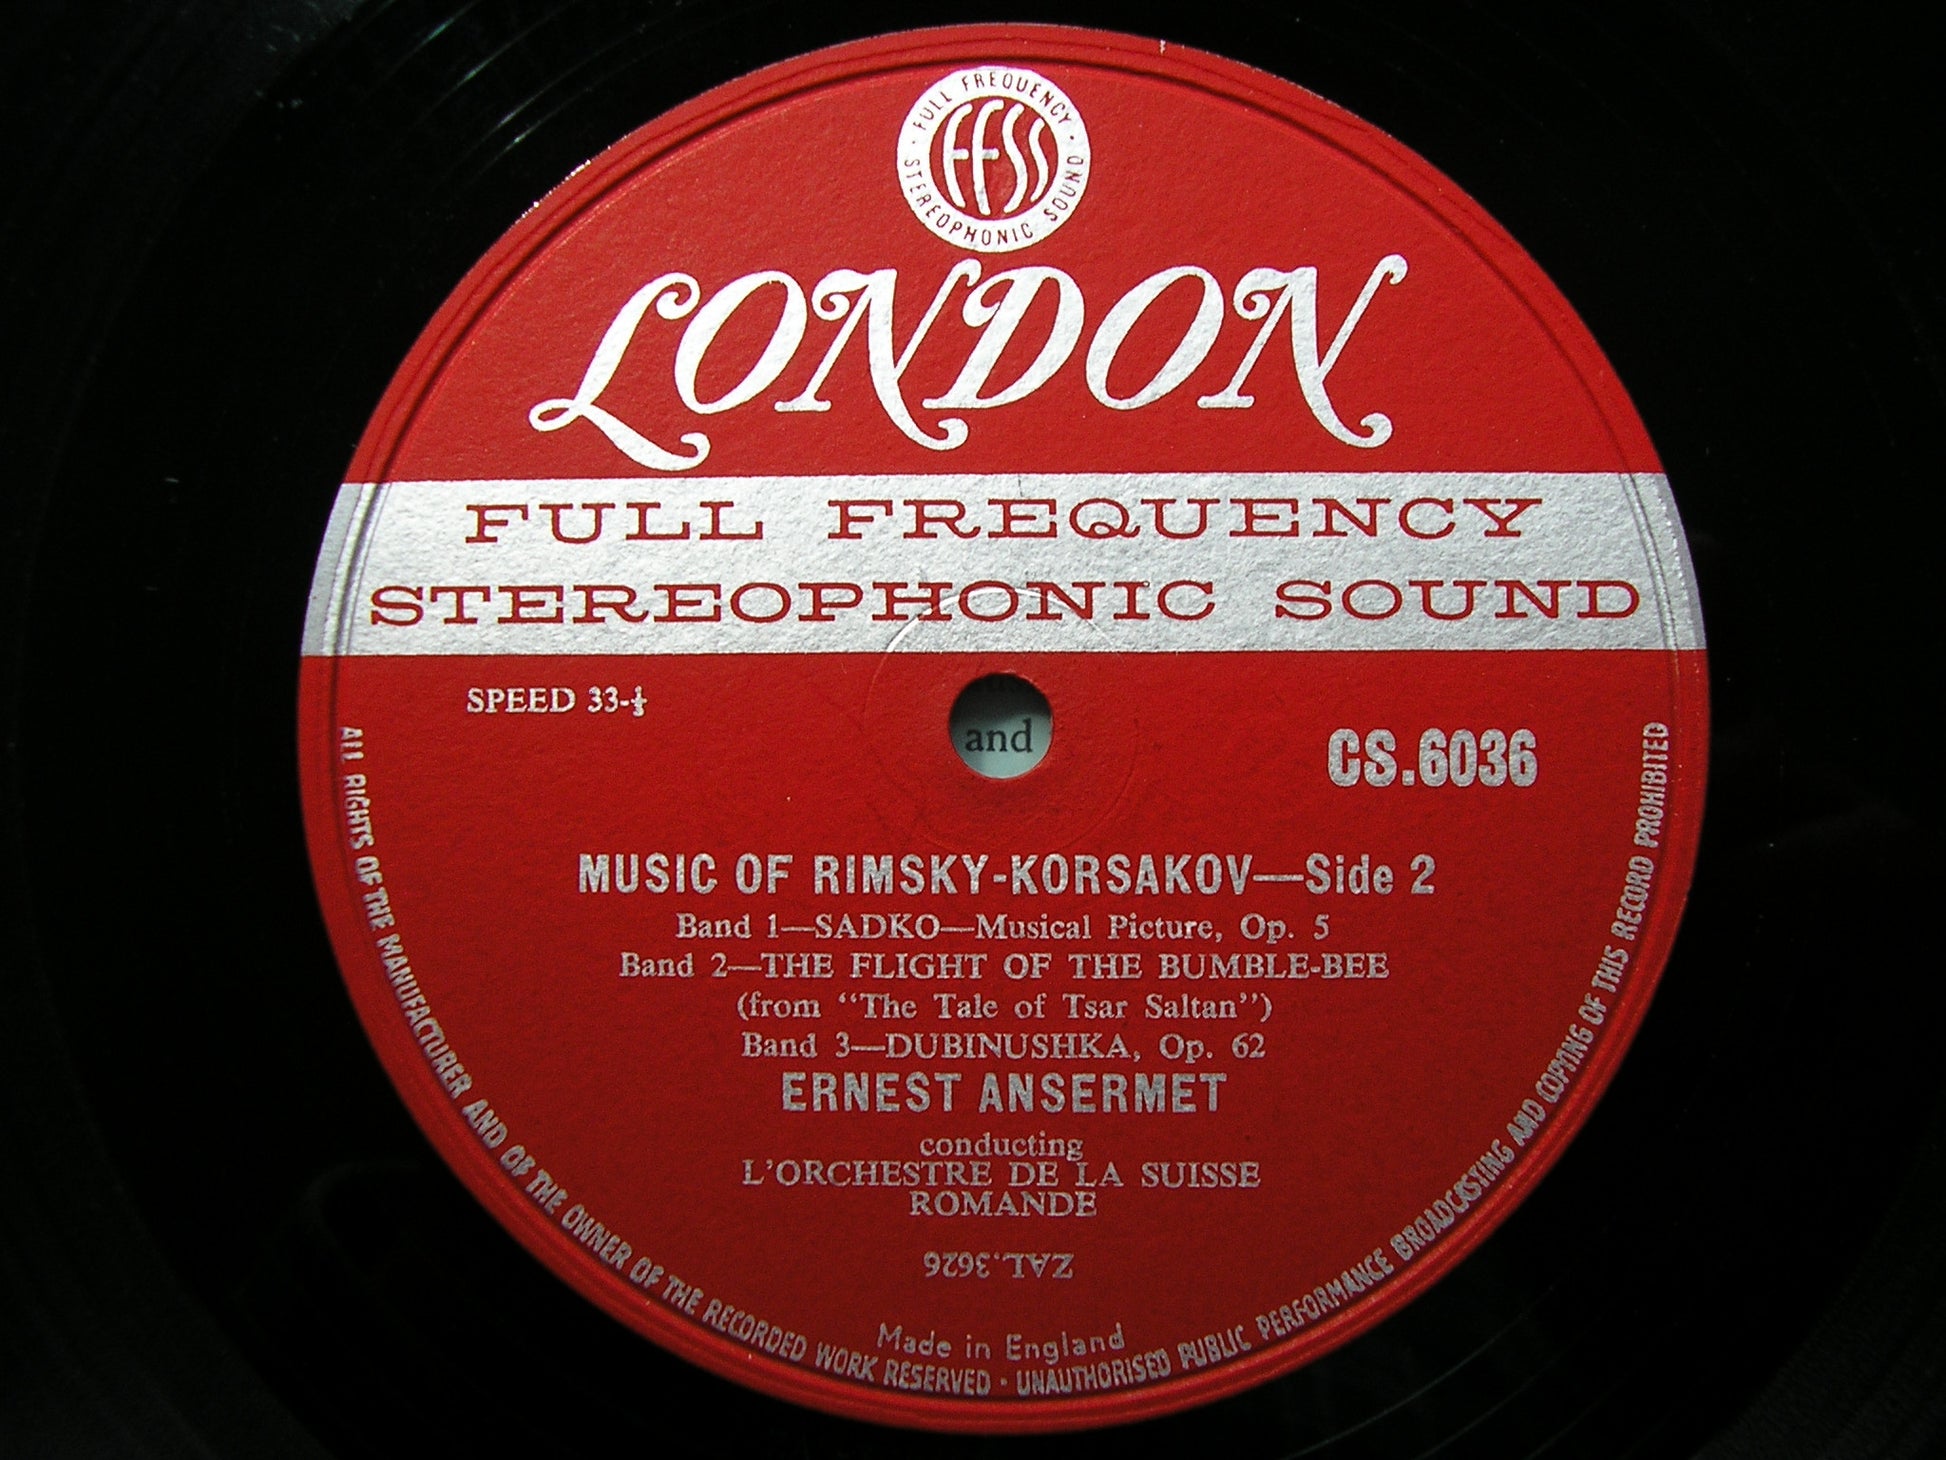 FULL FREQUENCY
STEREOPHONIC SOUND
FFSS
LONDON
FULL FREQUENCY
STEREOPHONIC SOUND
SPEED 33-⅓
and
CS.6036
MUSIC OF RIMSKY-KORSAKOV—Side 2
Band 1—SADKO—Musical Picture, Op. 5
Band 2—THE FLIGHT OF THE BUMBLE-BEE
(from "The Tale of Tsar Saltan")
Band 3—DUBINUSHKA, Op. 62
ERNEST ANSERMET
conducting
L'ORCHESTRE DE LA SUISSE
ROMANDE
ZAL.3626
Made in England
ALL RIGHTS OF THE MANUFACTURER AND OF THE OWNER OF THE RECORDED WORK RESERVED · UNAUTHORISED PUBLIC PERFORMANCE BROADCASTING AND COPYING OF THIS RECORD PROHIBITED